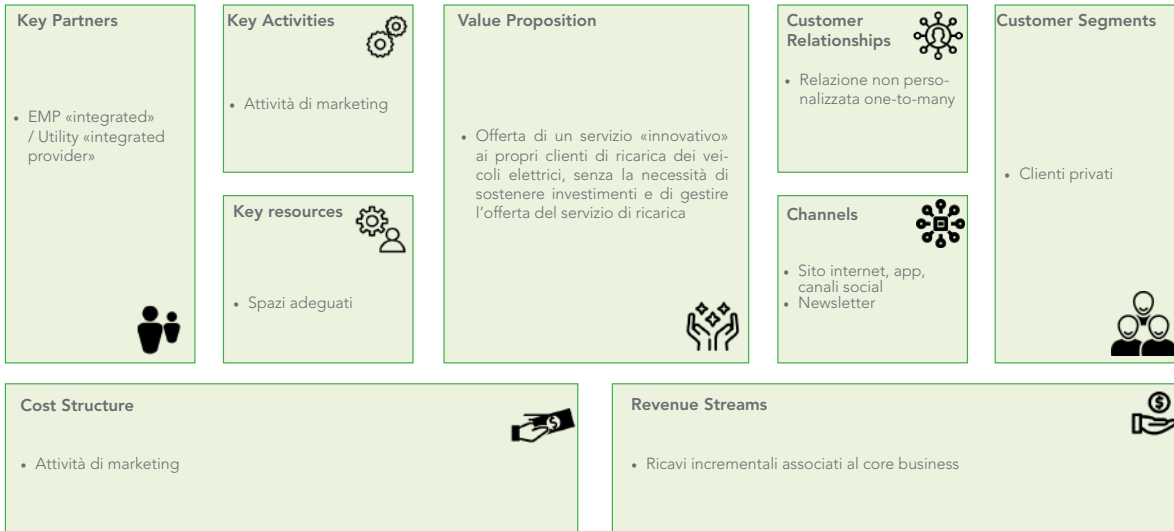 Key Partners
• EMP «integrated»
/ Utility «integrated
provider»
Key Activities
• Attività di marketing
Key resources
• Spazi adeguati
Value Proposition
• Offerta di un servizio «innovativo»
ai propri clienti di ricarica dei vei-
coli elettrici, senza la necessità di
sostenere investimenti e di gestire
l'offerta del servizio di ricarica
Customer
Relationships
• Relazione non perso-
nalizzata one-to-many
Channels
• Sito internet, app,
canali social
• Newsletter
Customer Segments
• Clienti privati
Cost Structure
• Attività di marketing
Revenue Streams
• Ricavi incrementali associati al core business